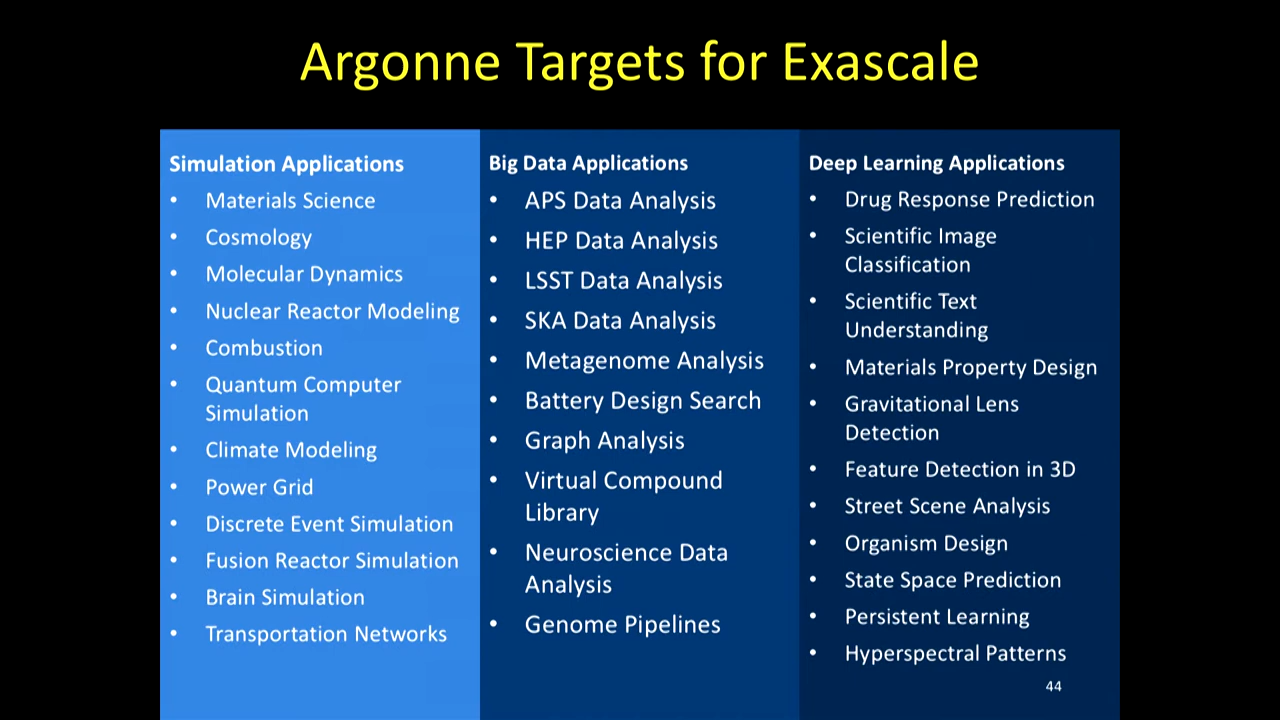 Argonne Targets for Exascale
Simulation Applications
• Materials Science
• Cosmology
• Molecular Dynamics
• Nuclear Reactor Modeling
• Combustion
• Quantum Computer
Simulation
• Climate Modeling
• Power Grid
• Discrete Event Simulation
• Fusion Reactor Simulation
• Brain Simulation
• Transportation Networks
Big Data Applications
• APS Data Analysis
• HEP Data Analysis
• LSST Data Analysis
• SKA Data Analysis
• Metagenome Analysis
• Battery Design Search
• Graph Analysis
• Virtual Compound
Library
• Neuroscience Data
Analysis
• Genome Pipelines
Deep Learning Applications
• Drug Response Prediction
• Scientific Image
Classification
• Scientific Text
Understanding
• Materials Property Design
• Gravitational Lens
Detection
• Feature Detection in 3D
• Street Scene Analysis
• Organism Design
• State Space Prediction
• Persistent Learning
• Hyperspectral Patterns
44